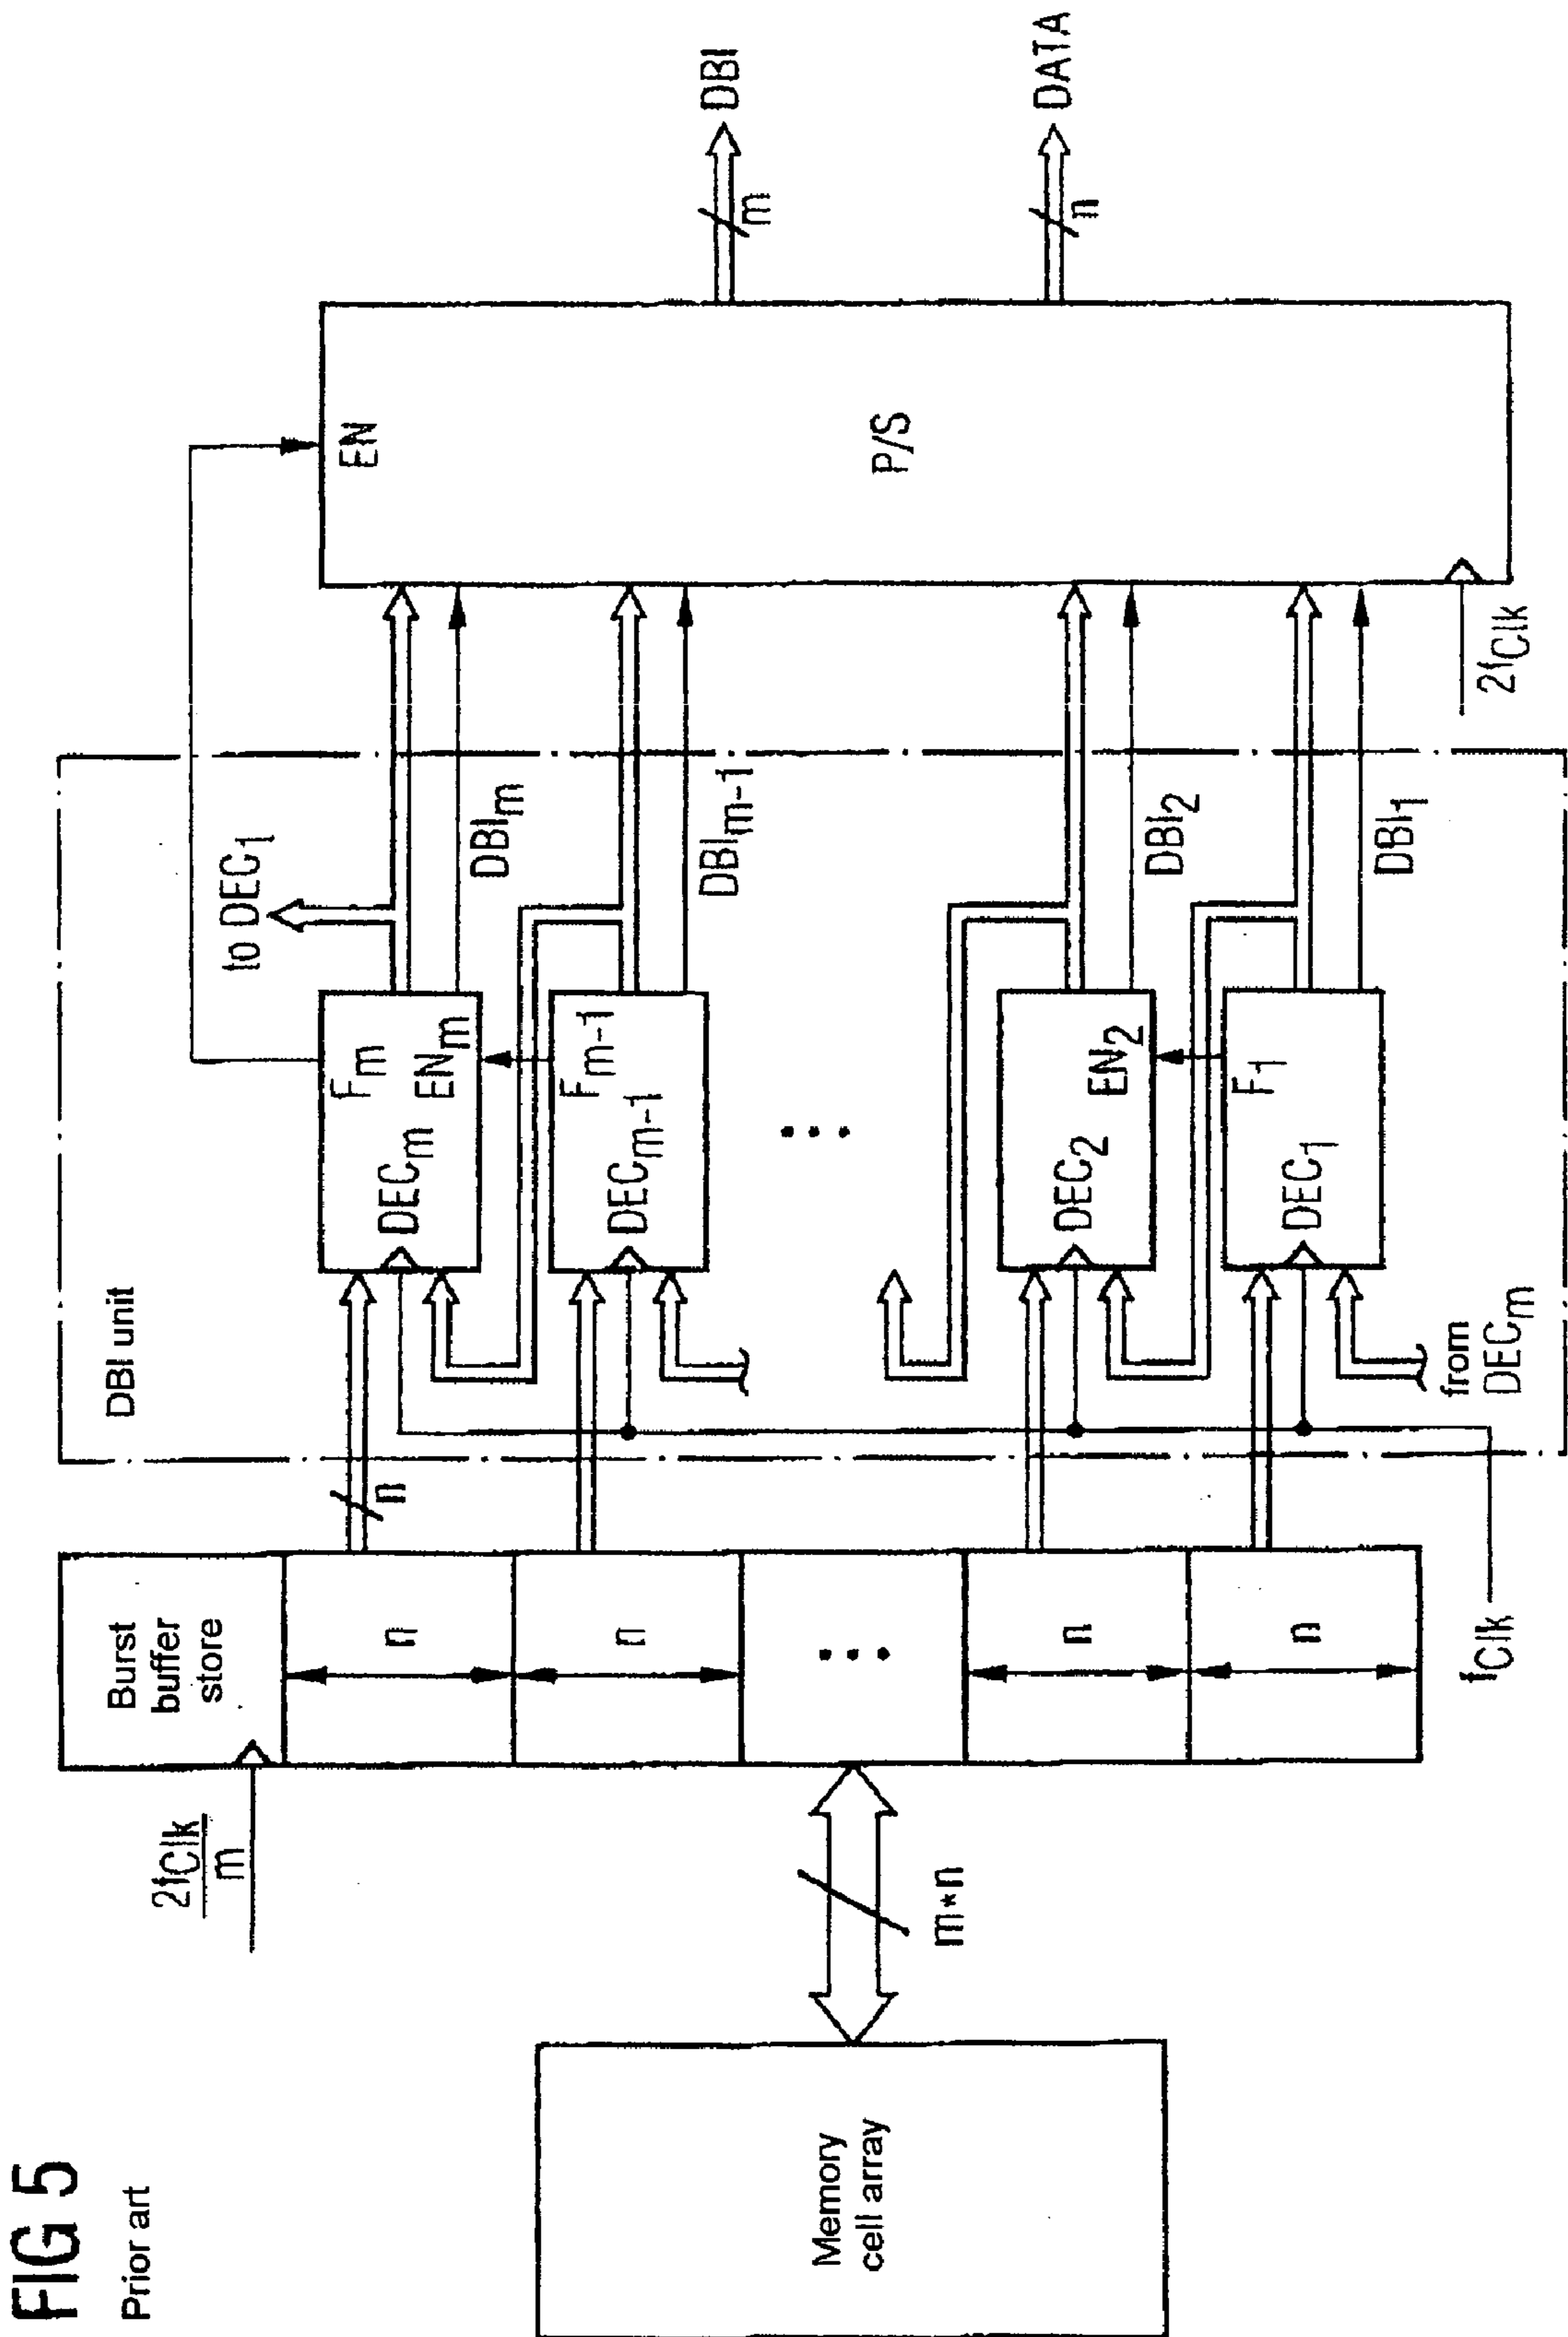 FIG 5
Prior art
Memory
cell array
m*n
2fClk
m
Burst
buffer
store
n
n
...
n
n
fClk
n
DBI unit
from
DECm
DECm
Fm
ENm
DECm-1
Fm-1
...
DEC2
EN2
DEC1
F1
to DEC1
DBIm
DBIm-1
DBI2
DBI1
2fClk
EN
P/S
m
DBI
n
DATA